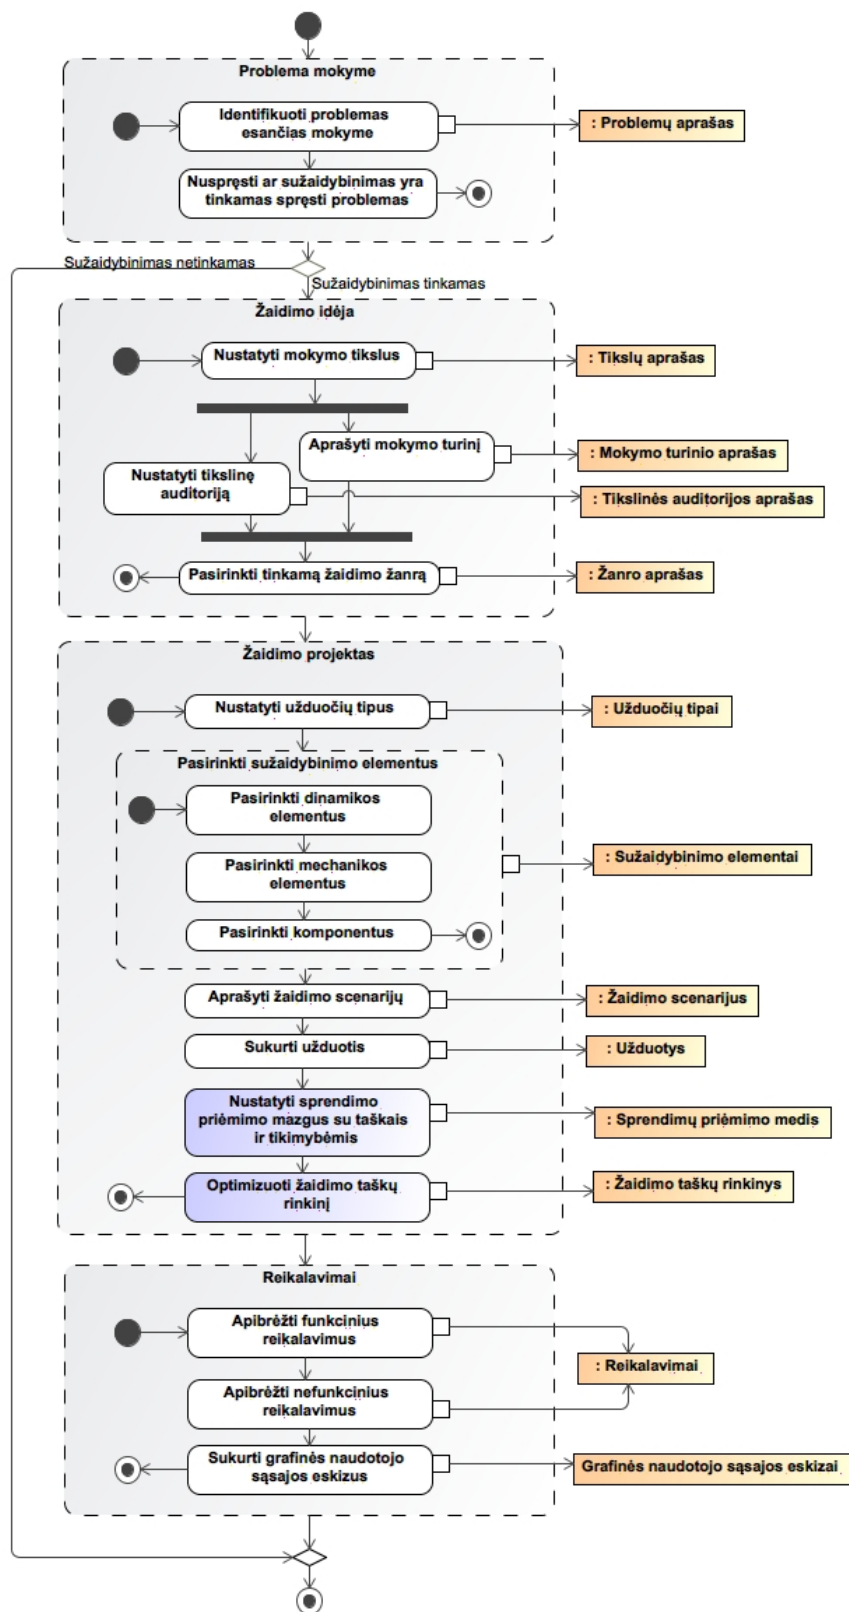 Problema mokyme
Identifikuoti problemas
esančias mokyme
: Problemų aprašas
Nuspręsti ar sužaidybinimas yra
tinkamas spręsti problemas
Sužaidybinimas netinkamas
Sužaidybinimas tinkamas
Žaidimo idėja
Nustatyti mokymo tikslus
: Tikslų aprašas
Aprašyti mokymo turinį
: Mokymo turinio aprašas
Nustatyti tikslinę
auditoriją
: Tikslinės auditorijos aprašas
Pasirinkti tinkamą žaidimo žanrą
: Žanro aprašas
Žaidimo projektas
Nustatyti užduočių tipus
: Užduočių tipai
Pasirinkti sužaidybinimo elementus
Pasirinkti dinamikos
elementus
Pasirinkti mechanikos
elementus
: Sužaidybinimo elementai
Pasirinkti komponentus
Aprašyti žaidimo scenarijų
: Žaidimo scenarijus
Sukurti užduotis
: Užduotys
Nustatyti sprendimo
priėmimo mazgus su taškais
ir tikimybėmis
: Sprendimų priėmimo medis
Optimizuoti žaidimo taškų
rinkinį
: Žaidimo taškų rinkinys
Reikalavimai
Apibrėžti funkcinius
reikalavimus
: Reikalavimai
Apibrėžti nefunkcinius
reikalavimus
Sukurti grafinės naudotojo
sąsajos eskizus
Grafinės naudotojo sąsajos eskizai